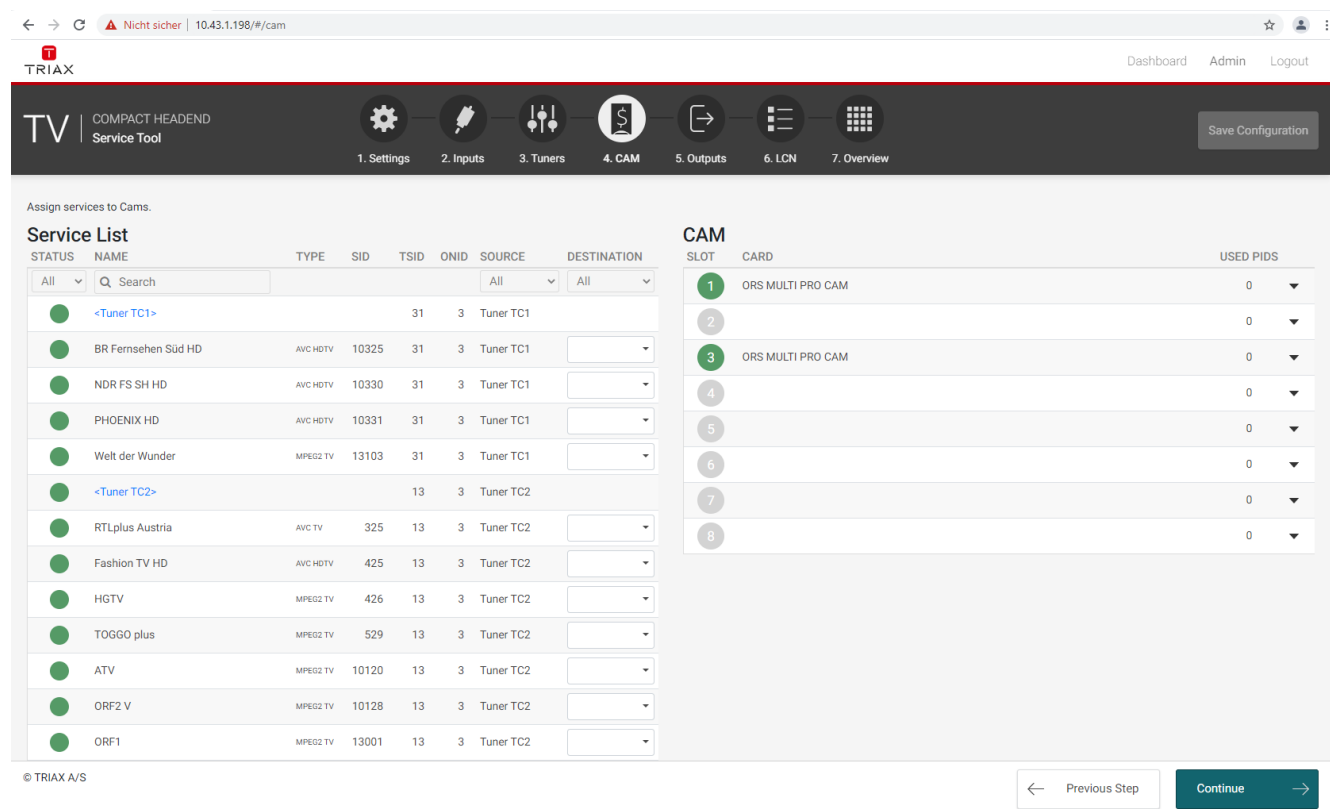 Nicht sicher | 10.43.1.198/#/cam
TRIAX
Dashboard Admin Logout
TV | COMPACT HEADEND
Service Tool
1. Settings 2. Inputs 3. Tuners 4. CAM 5. Outputs 6. LCN 7. Overview
Save Configuration
Assign services to Cams.
Service List
STATUS NAME TYPE SID TSID ONID SOURCE DESTINATION
All Search All All
<Tuner TC1> 31 3 Tuner TC1
BR Fernsehen Süd HD AVC HDTV 10325 31 3 Tuner TC1
NDR FS SH HD AVC HDTV 10330 31 3 Tuner TC1
PHOENIX HD AVC HDTV 10331 31 3 Tuner TC1
Welt der Wunder MPEG2 TV 13103 31 3 Tuner TC1
<Tuner TC2> 13 3 Tuner TC2
RTLplus Austria AVC TV 325 13 3 Tuner TC2
Fashion TV HD AVC HDTV 425 13 3 Tuner TC2
HGTV MPEG2 TV 426 13 3 Tuner TC2
TOGGO plus MPEG2 TV 529 13 3 Tuner TC2
ATV MPEG2 TV 10120 13 3 Tuner TC2
ORF2 V MPEG2 TV 10128 13 3 Tuner TC2
ORF1 MPEG2 TV 13001 13 3 Tuner TC2
CAM
SLOT CARD USED PIDS
1 ORS MULTI PRO CAM 0
2 0
3 ORS MULTI PRO CAM 0
4 0
5 0
6 0
7 0
8 0
© TRIAX A/S
Previous Step
Continue